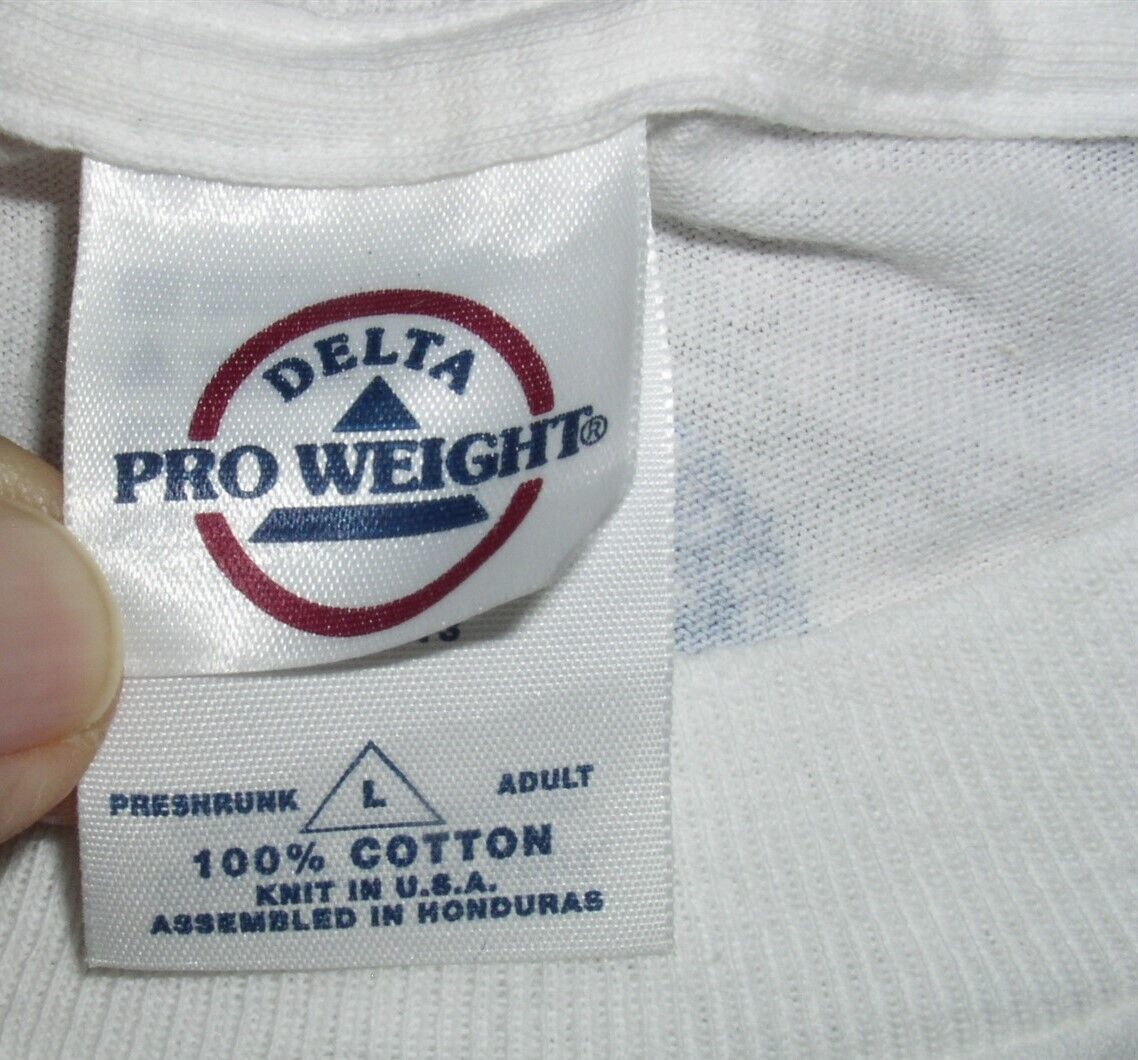 DELTA
PRO WEIGHT®
PRESHRUNK L ADULT
100% COTTON
KNIT IN U.S.A.
ASSEMBLED IN HONDURAS